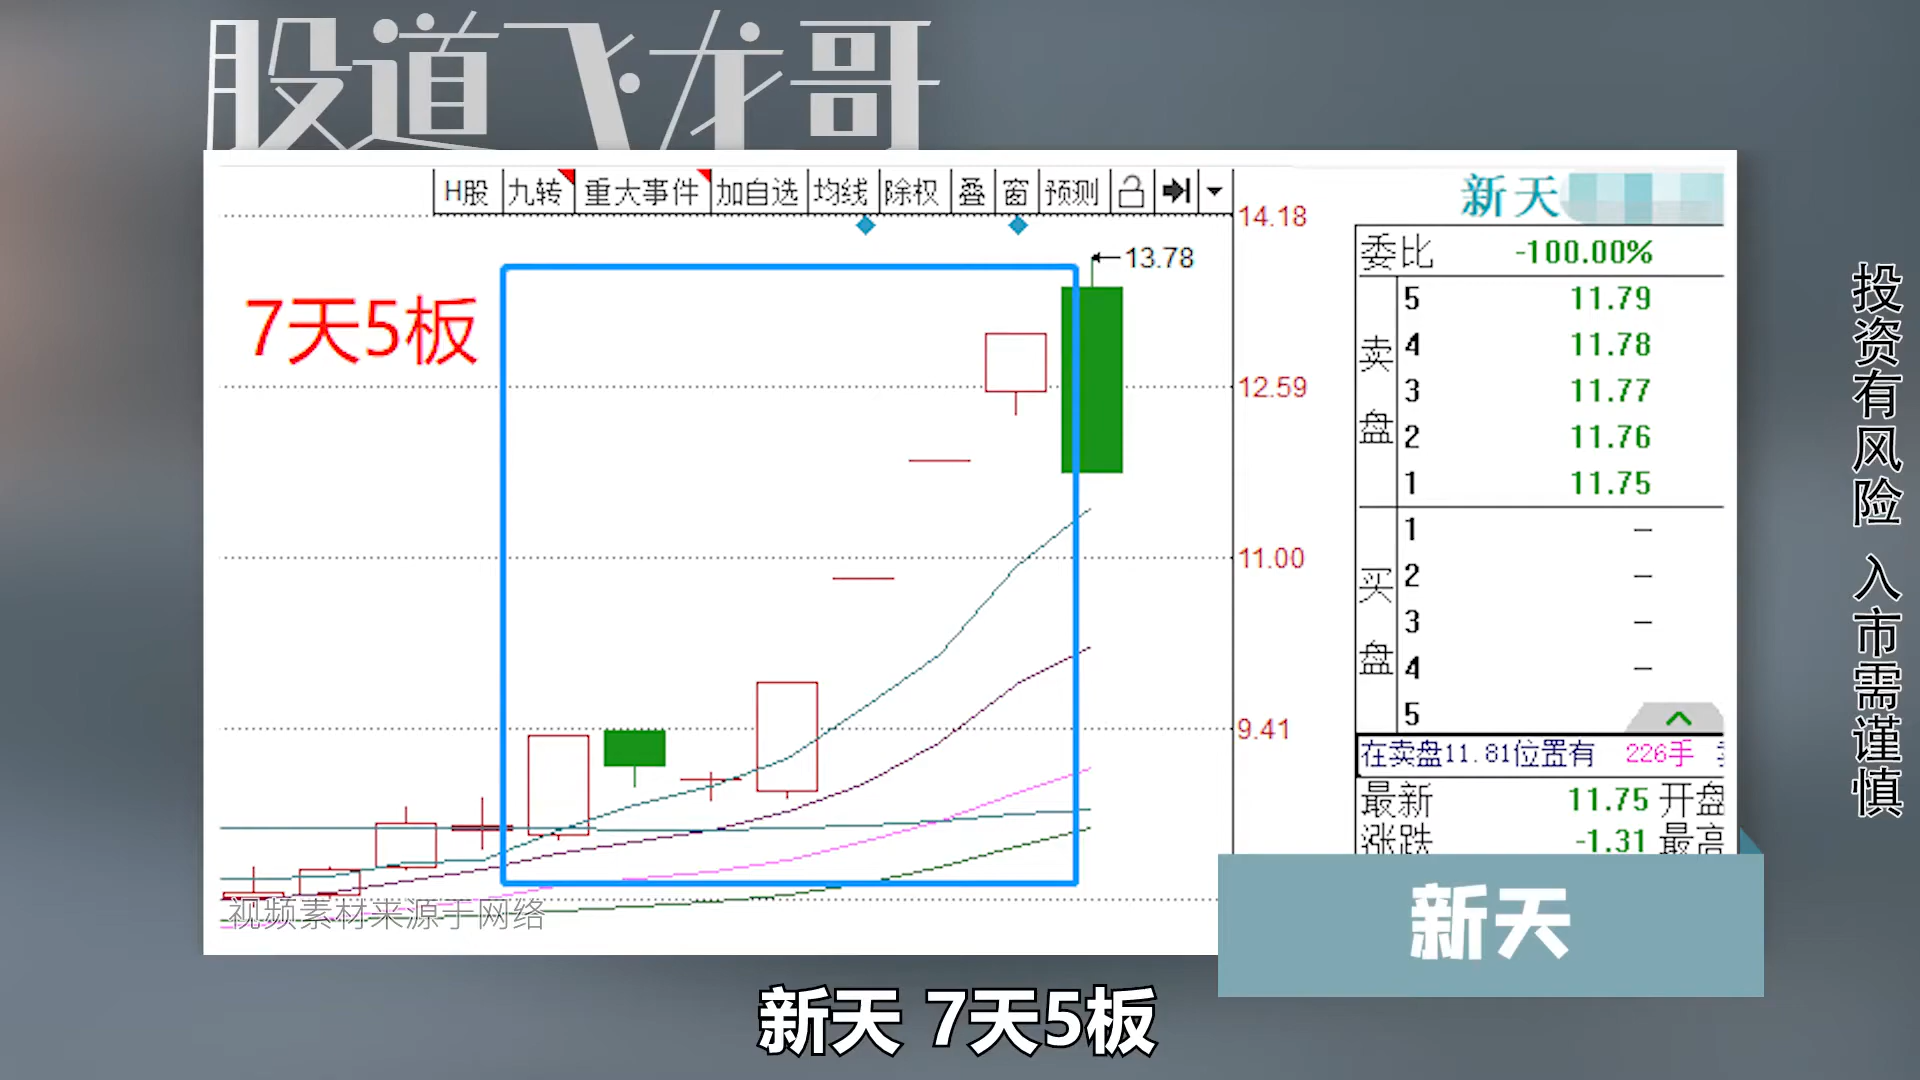 股道飞龙哥
H股 九转 重大事件 加自选 均线 除权 叠 窗 预测
新天
14.18
13.78
7天5板
12.59
11.00
9.41
委比 -100.00%
卖盘
5 11.79
4 11.78
3 11.77
2 11.76
1 11.75
买盘
1 –
2 –
3 –
4 –
5
在卖盘11.81位置有 226手
最新 11.75 开盘
涨跌 -1.31 最高
视频素材来源于网络
新天
新天 7天5板
投资有风险 入市需谨慎